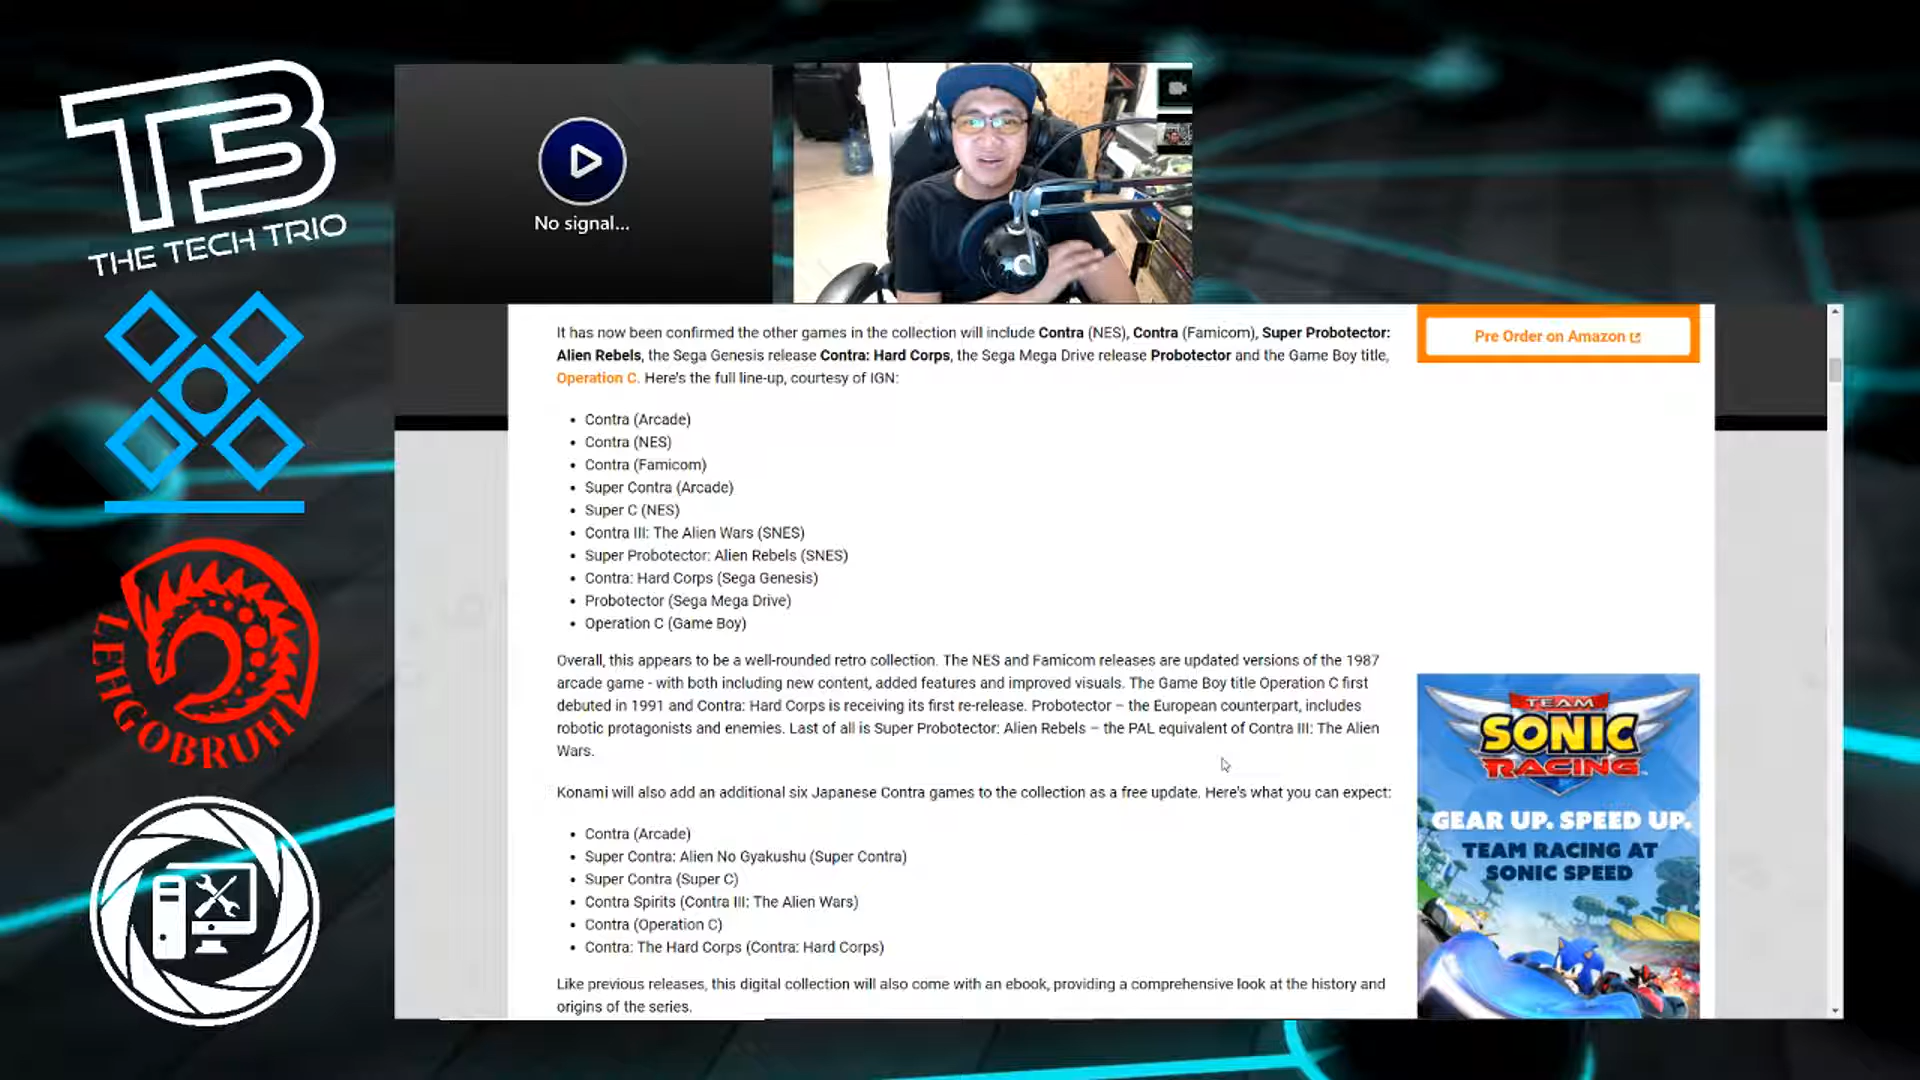 T3
THE TECH TRIO
LEHGOBRUH
No signal...
It has now been confirmed the other games in the collection will include Contra (NES), Contra (Famicom), Super Probotector:
Alien Rebels, the Sega Genesis release Contra: Hard Corps, the Sega Mega Drive release Probotector and the Game Boy title,
Operation C. Here's the full line-up, courtesy of IGN:
• Contra (Arcade)
• Contra (NES)
• Contra (Famicom)
• Super Contra (Arcade)
• Super C (NES)
• Contra III: The Alien Wars (SNES)
• Super Probotector: Alien Rebels (SNES)
• Contra: Hard Corps (Sega Genesis)
• Probotector (Sega Mega Drive)
• Operation C (Game Boy)
Overall, this appears to be a well-rounded retro collection. The NES and Famicom releases are updated versions of the 1987
arcade game - with both including new content, added features and improved visuals. The Game Boy title Operation C first
debuted in 1991 and Contra: Hard Corps is receiving its first re-release. Probotector – the European counterpart, includes
robotic protagonists and enemies. Last of all is Super Probotector: Alien Rebels – the PAL equivalent of Contra III: The Alien
Wars.
Konami will also add an additional six Japanese Contra games to the collection as a free update. Here's what you can expect:
• Contra (Arcade)
• Super Contra: Alien No Gyakushu (Super Contra)
• Super Contra (Super C)
• Contra Spirits (Contra III: The Alien Wars)
• Contra (Operation C)
• Contra: The Hard Corps (Contra: Hard Corps)
Like previous releases, this digital collection will also come with an ebook, providing a comprehensive look at the history and
origins of the series.
Pre Order on Amazon
TEAM
SONIC
RACING
GEAR UP. SPEED UP.
TEAM RACING AT
SONIC SPEED